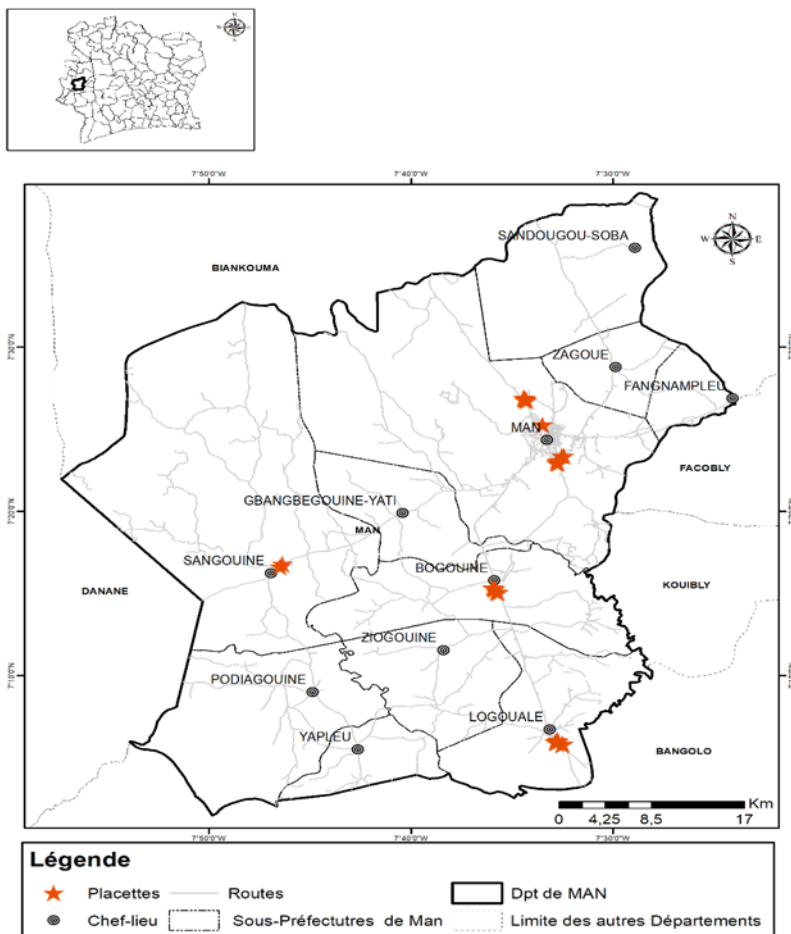 N
W E
S
7°50'0"W 7°40'0"W 7°30'0"W
N
W E
S
SANDOUGOU-SOBA
BIANKOUMA
7°30'0"N
ZAGOUE
FANGNAMPLEU
MAN
FACOBLY
GBANGBEGOUINE-YATI
7°20'0"N
MAN
SANGOUINE
BOGOUINE
DANANE
KOUIBLY
ZIOGOUINE
7°10'0"N
PODIAGOUINE
LOGOUALE
YAPLEU
BANGOLO
Km
0 4,25 8,5 17
7°50'0"W 7°40'0"W 7°30'0"W
Légende
Placettes Routes Dpt de MAN
Chef-lieu Sous-Préfectutres de Man Limite des autres Départements